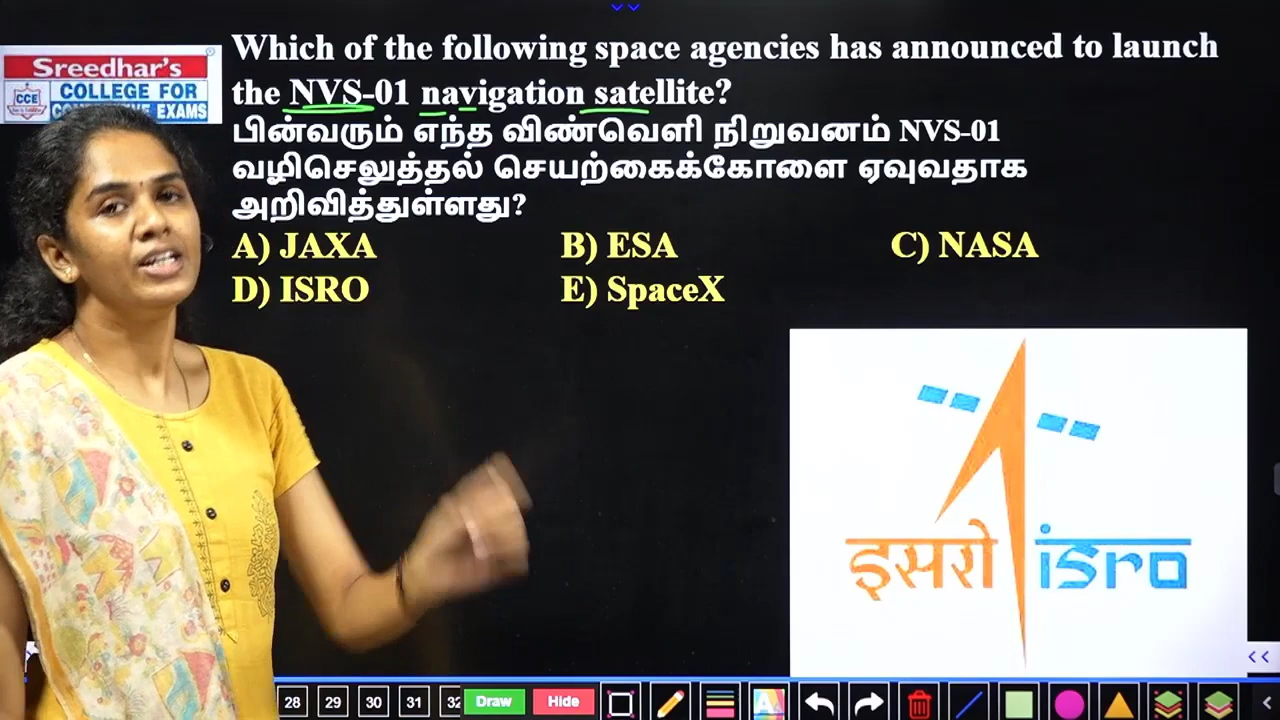 Which of the following space agencies has announced to launch
the NVS-01 navigation satellite?
பின்வரும் எந்த விண்வெளி நிறுவனம் NVS-01
வழிசெலுத்தல் செயற்கைக்கோளை ஏவுவதாக
அறிவித்துள்ளது?
A) JAXA B) ESA C) NASA
D) ISRO E) SpaceX
Sreedhar's
CCE
COLLEGE FOR
EXAMS
इसरो isro
28 29 30 31 32 Draw Hide